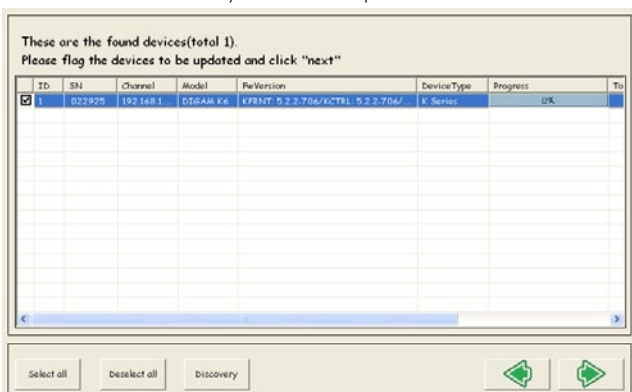 These are the found devices(total 1).
Please flag the devices to be updated and click "next"
ID SN Channel Model FwVersion DeviceType Progress To
1 022925 192.168.1... DIGAM K6 KFRNT: 5.2.2-706/KCTRL: 5.2.2-706/... K Series 0%
Select all Deselect all Discovery